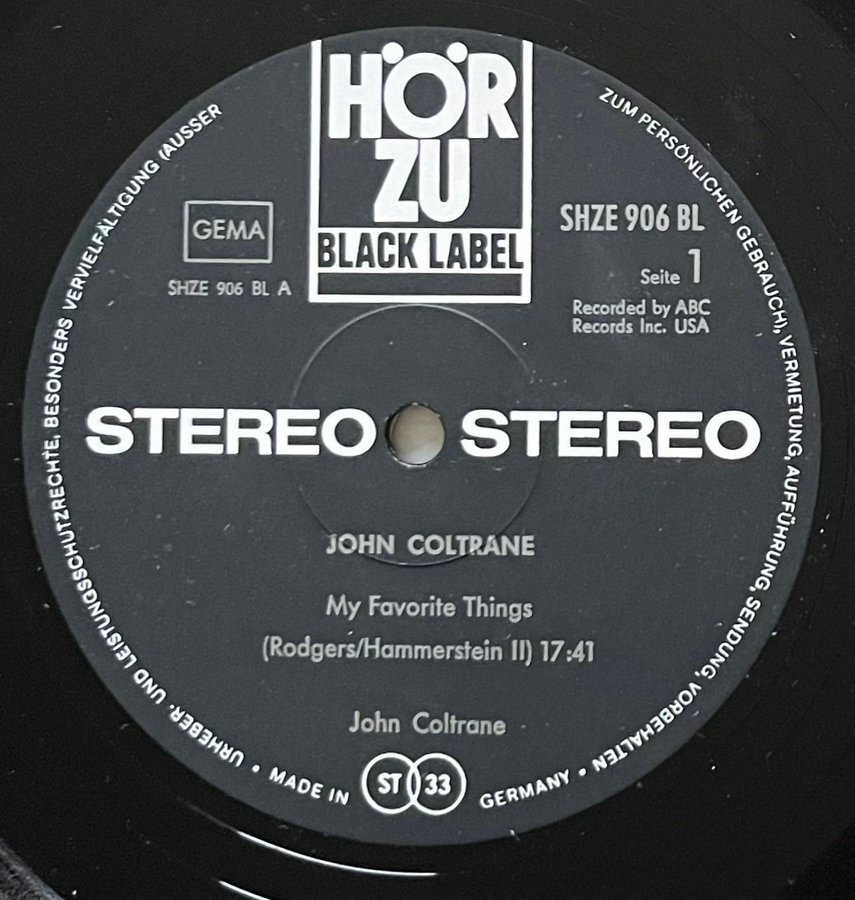 HÖR
ZU
BLACK LABEL
GEMA
SHZE 906 BL A
SHZE 906 BL
Seite 1
Recorded by ABC
Records Inc. USA
STEREO STEREO
JOHN COLTRANE
My Favorite Things
(Rodgers/Hammerstein II) 17:41
John Coltrane
ST 33
URHEBER- UND LEISTUNGSSCHUTZRECHTE, BESONDERS VERVIELFÄLTIGUNG (AUSSER
ZUM PERSÖNLICHEN GEBRAUCH), VERMIETUNG, AUFFÜHRUNG, SENDUNG, VORBEHALTEN •
• MADE IN GERMANY